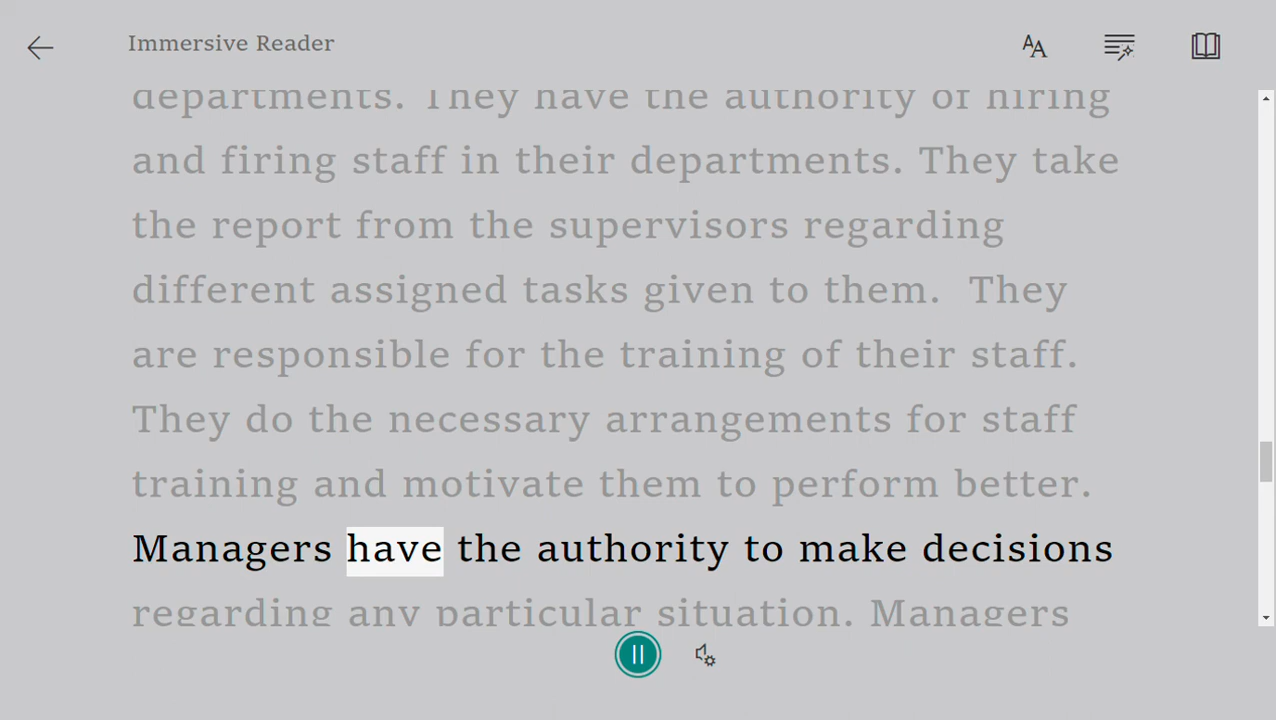 Immersive Reader
departments. They have the authority of hiring
and firing staff in their departments. They take
the report from the supervisors regarding
different assigned tasks given to them.  They
are responsible for the training of their staff.
They do the necessary arrangements for staff
training and motivate them to perform better.
Managers have the authority to make decisions
regarding any particular situation. Managers